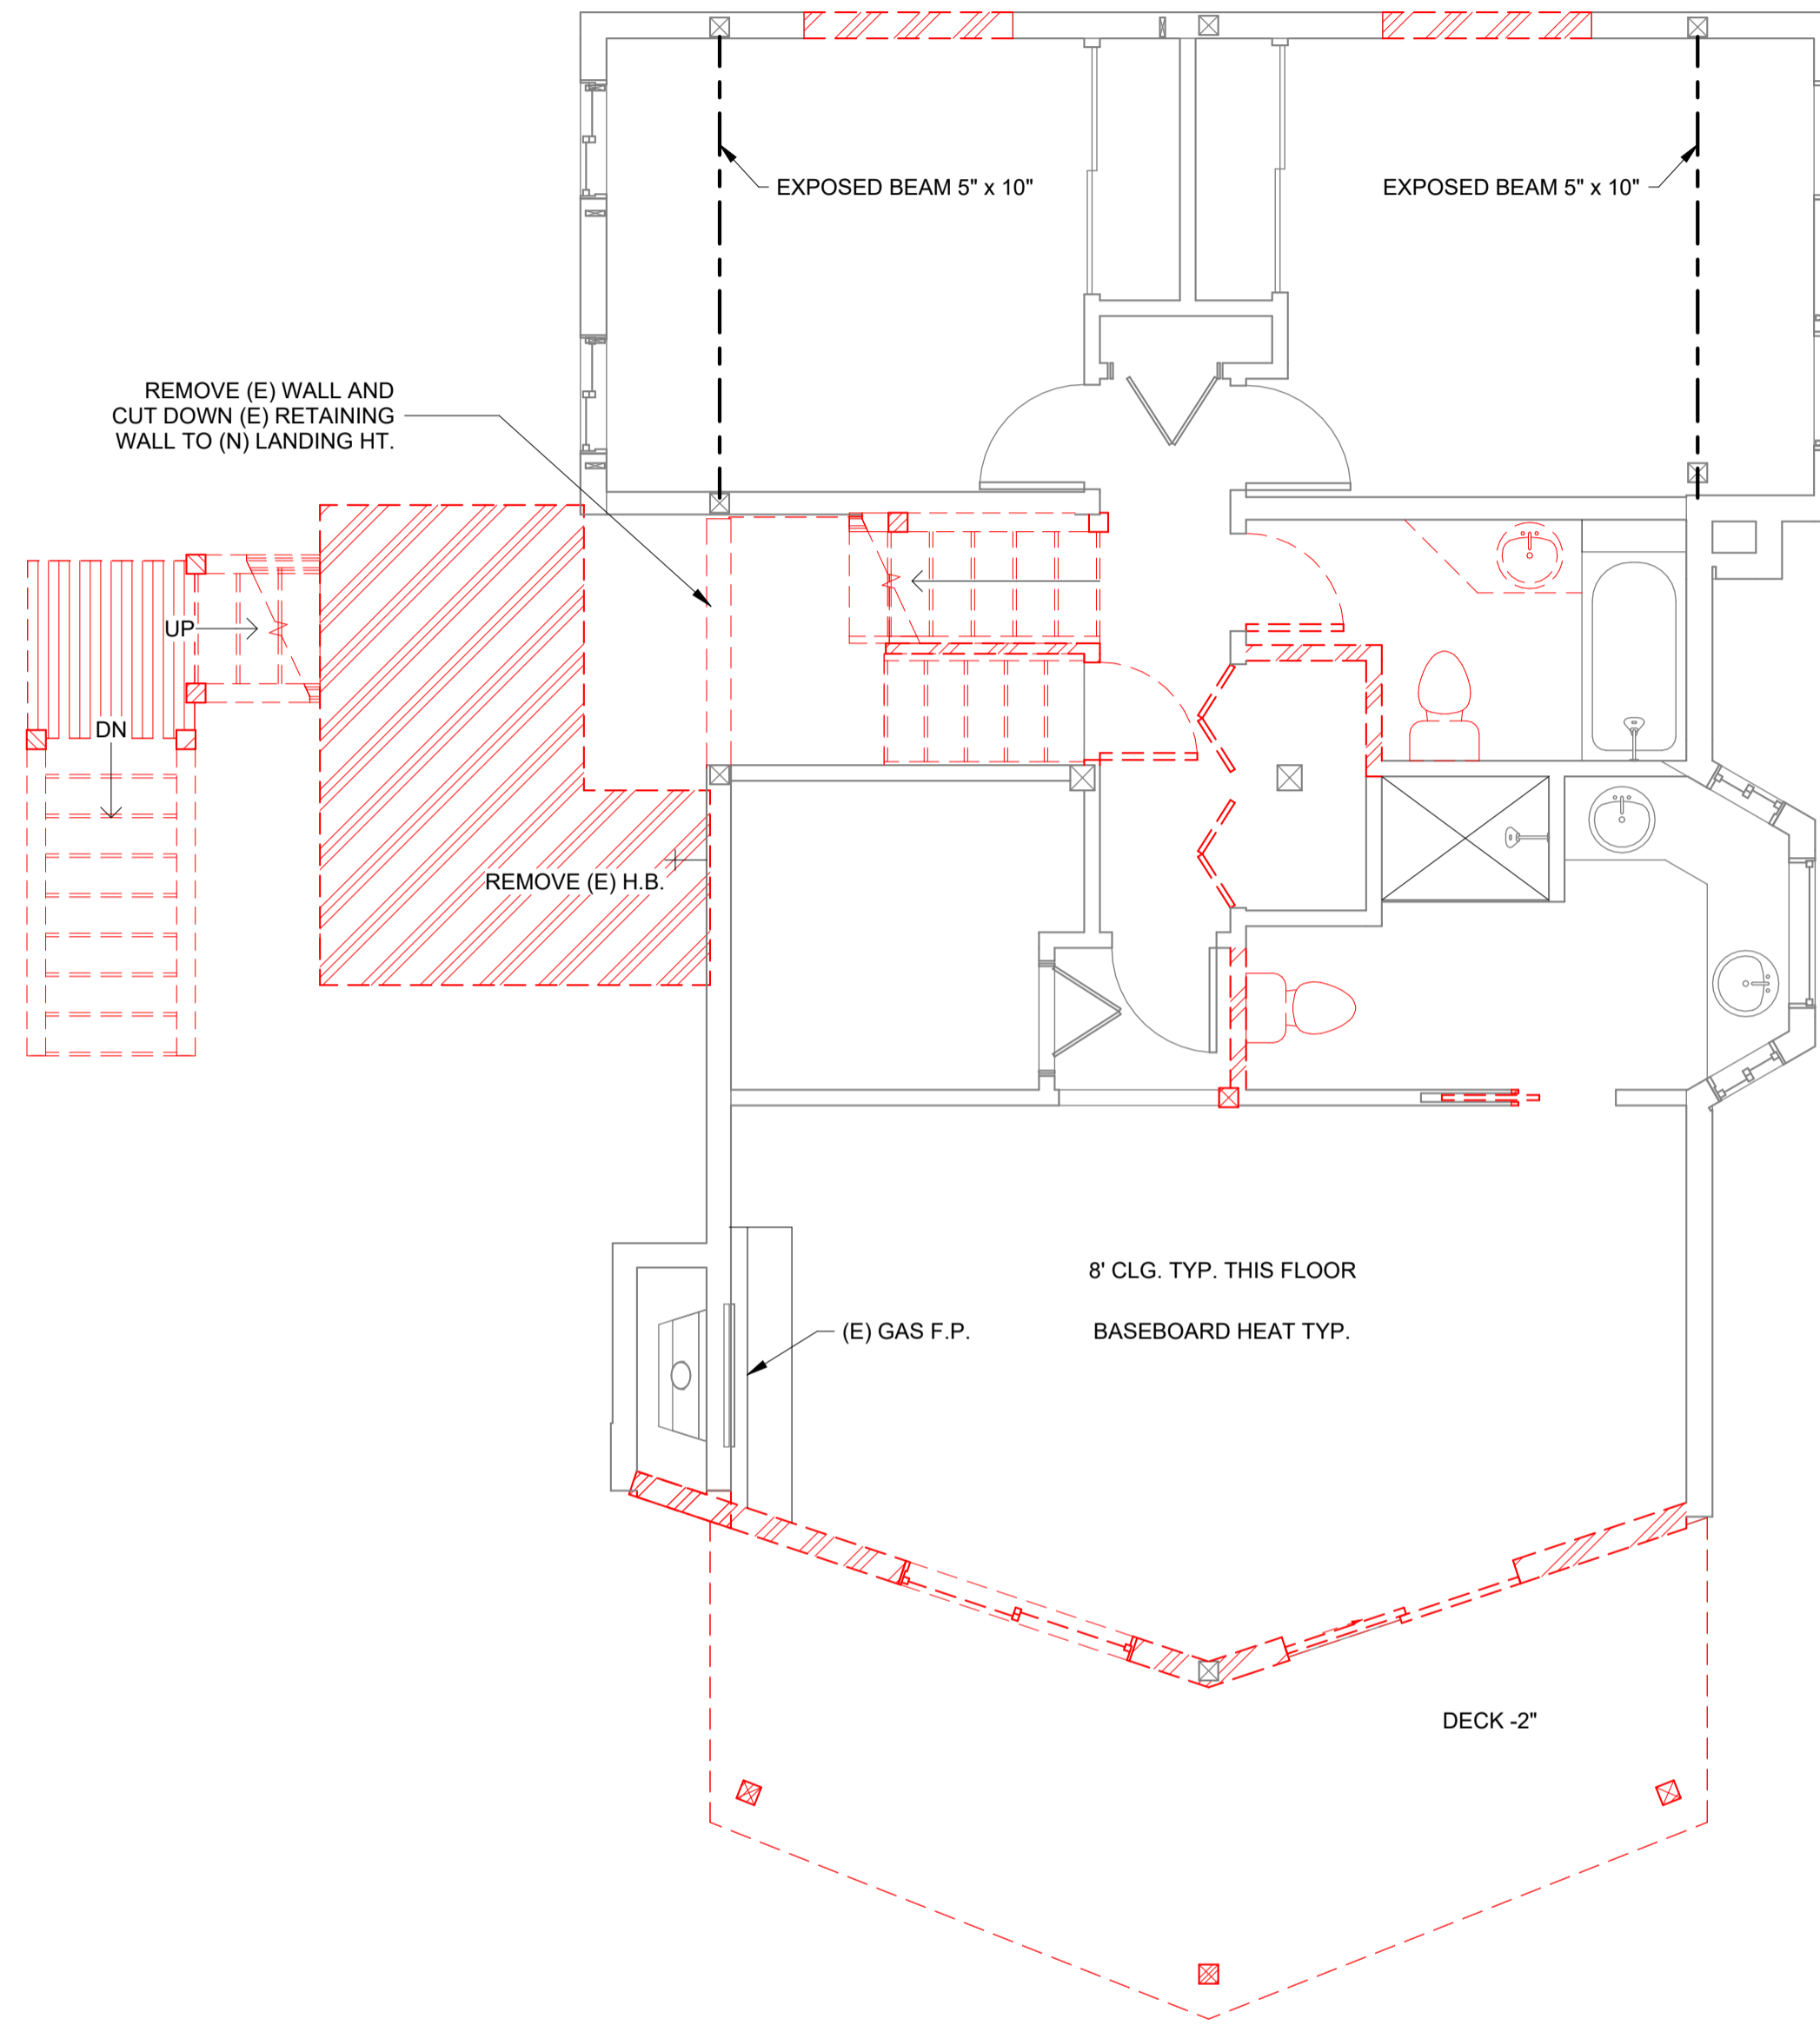 EXPOSED BEAM 5" x 10"
EXPOSED BEAM 5" x 10"
REMOVE (E) WALL AND
CUT DOWN (E) RETAINING
WALL TO (N) LANDING HT.
UP
DN
REMOVE (E) H.B.
8' CLG. TYP. THIS FLOOR
(E) GAS F.P.
BASEBOARD HEAT TYP.
DECK -2"